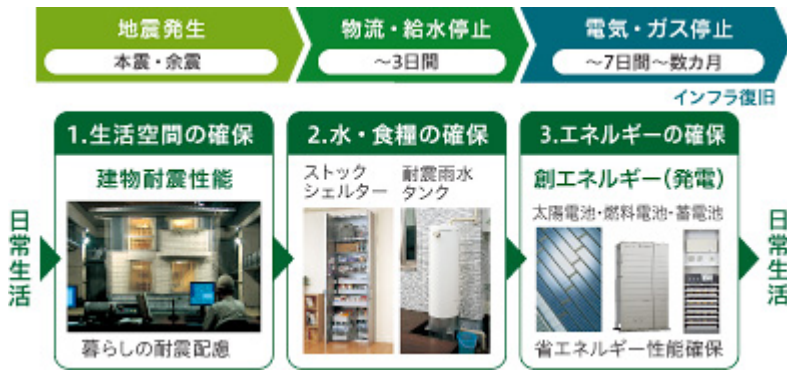 地震発生
本震・余震
物流・給水停止
～3日間
電気・ガス停止
～7日間～数カ月
インフラ復旧
日常生活
1.生活空間の確保
建物耐震性能
暮らしの耐震配慮
2.水・食糧の確保
ストック
シェルター
耐震雨水
タンク
3.エネルギーの確保
創エネルギー（発電）
太陽電池・燃料電池・蓄電池
省エネルギー性能確保
日常生活